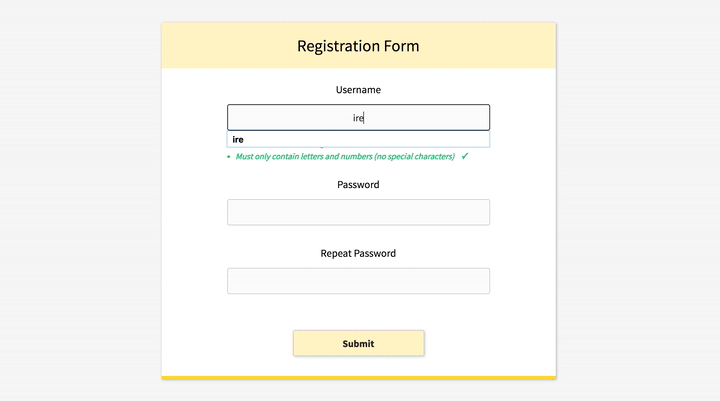 Registration Form
Username
ire
ire
• Must only contain letters and numbers (no special characters) ✓
Password
Repeat Password
Submit